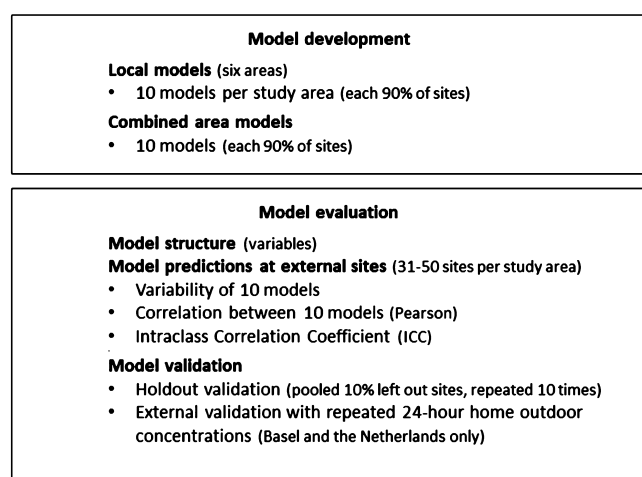 Model development
Local models (six areas)
• 10 models per study area (each 90% of sites)
Combined area models
• 10 models (each 90% of sites)
Model evaluation
Model structure (variables)
Model predictions at external sites (31-50 sites per study area)
• Variability of 10 models
• Correlation between 10 models (Pearson)
• Intraclass Correlation Coefficient (ICC)
Model validation
• Holdout validation (pooled 10% left out sites, repeated 10 times)
• External validation with repeated 24-hour home outdoor
concentrations (Basel and the Netherlands only)